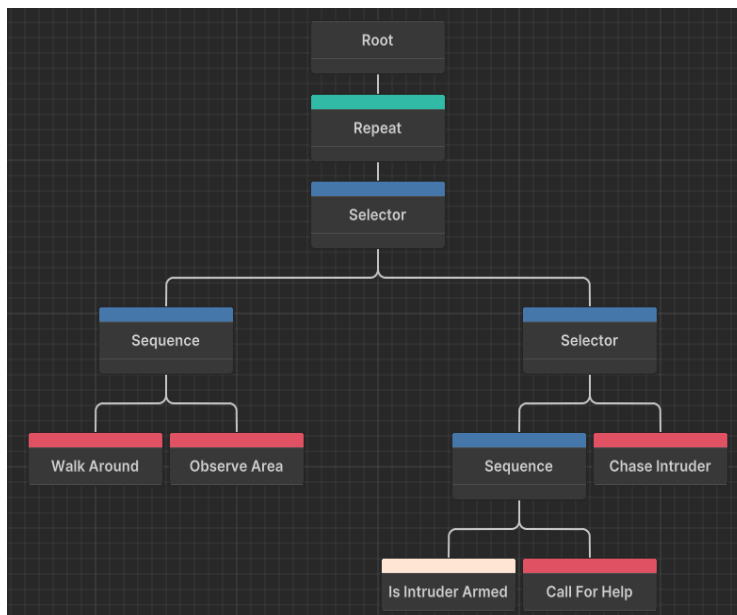 Root
Repeat
Selector
Sequence
Selector
Walk Around
Observe Area
Sequence
Chase Intruder
Is Intruder Armed
Call For Help